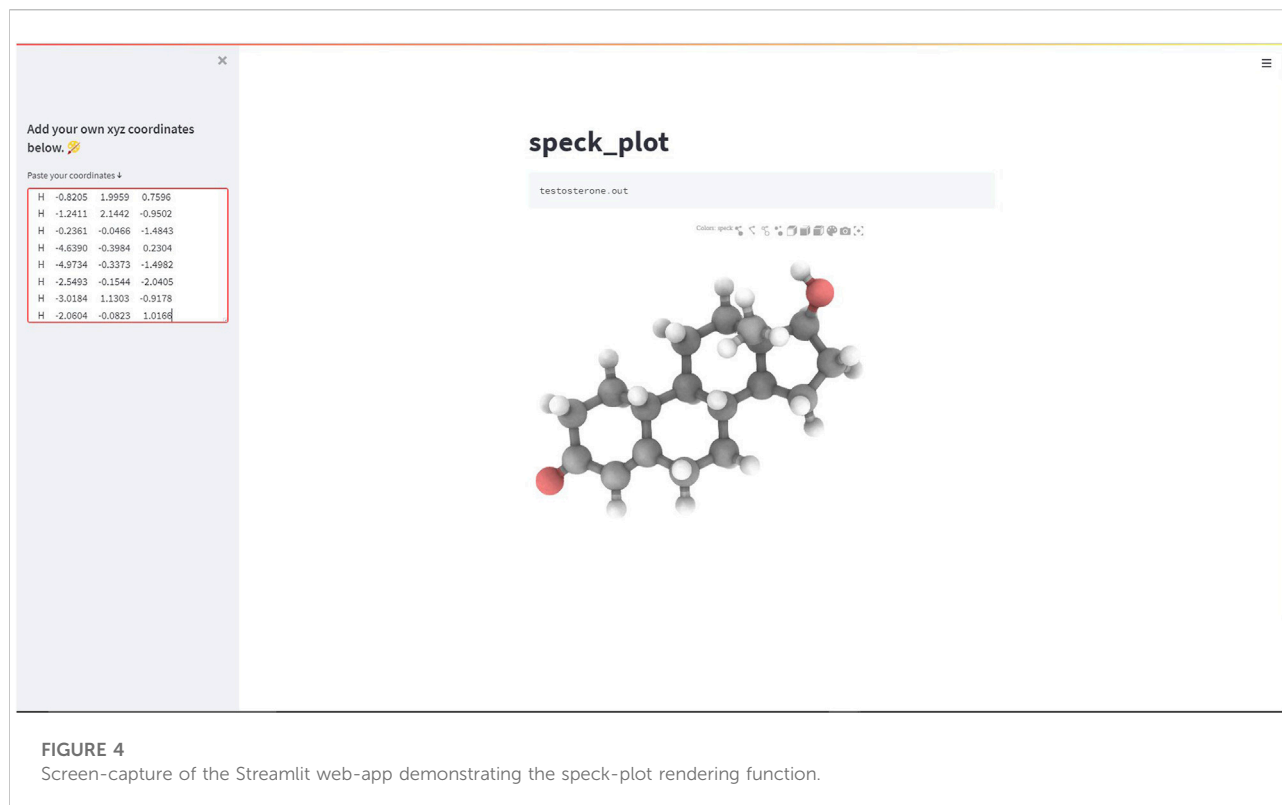 Add your own xyz coordinates
below.
Paste your coordinates ↓
H -0.8205 1.9959 0.7596
H -1.2411 2.1442 -0.9502
H -0.2361 -0.0466 -1.4843
H -4.6390 -0.3984 0.2304
H -4.9734 -0.3373 -1.4982
H -2.5493 -0.1544 -2.0405
H -3.0184 1.1303 -0.9178
H -2.0604 -0.0823 1.0166
speck_plot
testosterone.out
Colors: speck
FIGURE 4
Screen-capture of the Streamlit web-app demonstrating the speck-plot rendering function.